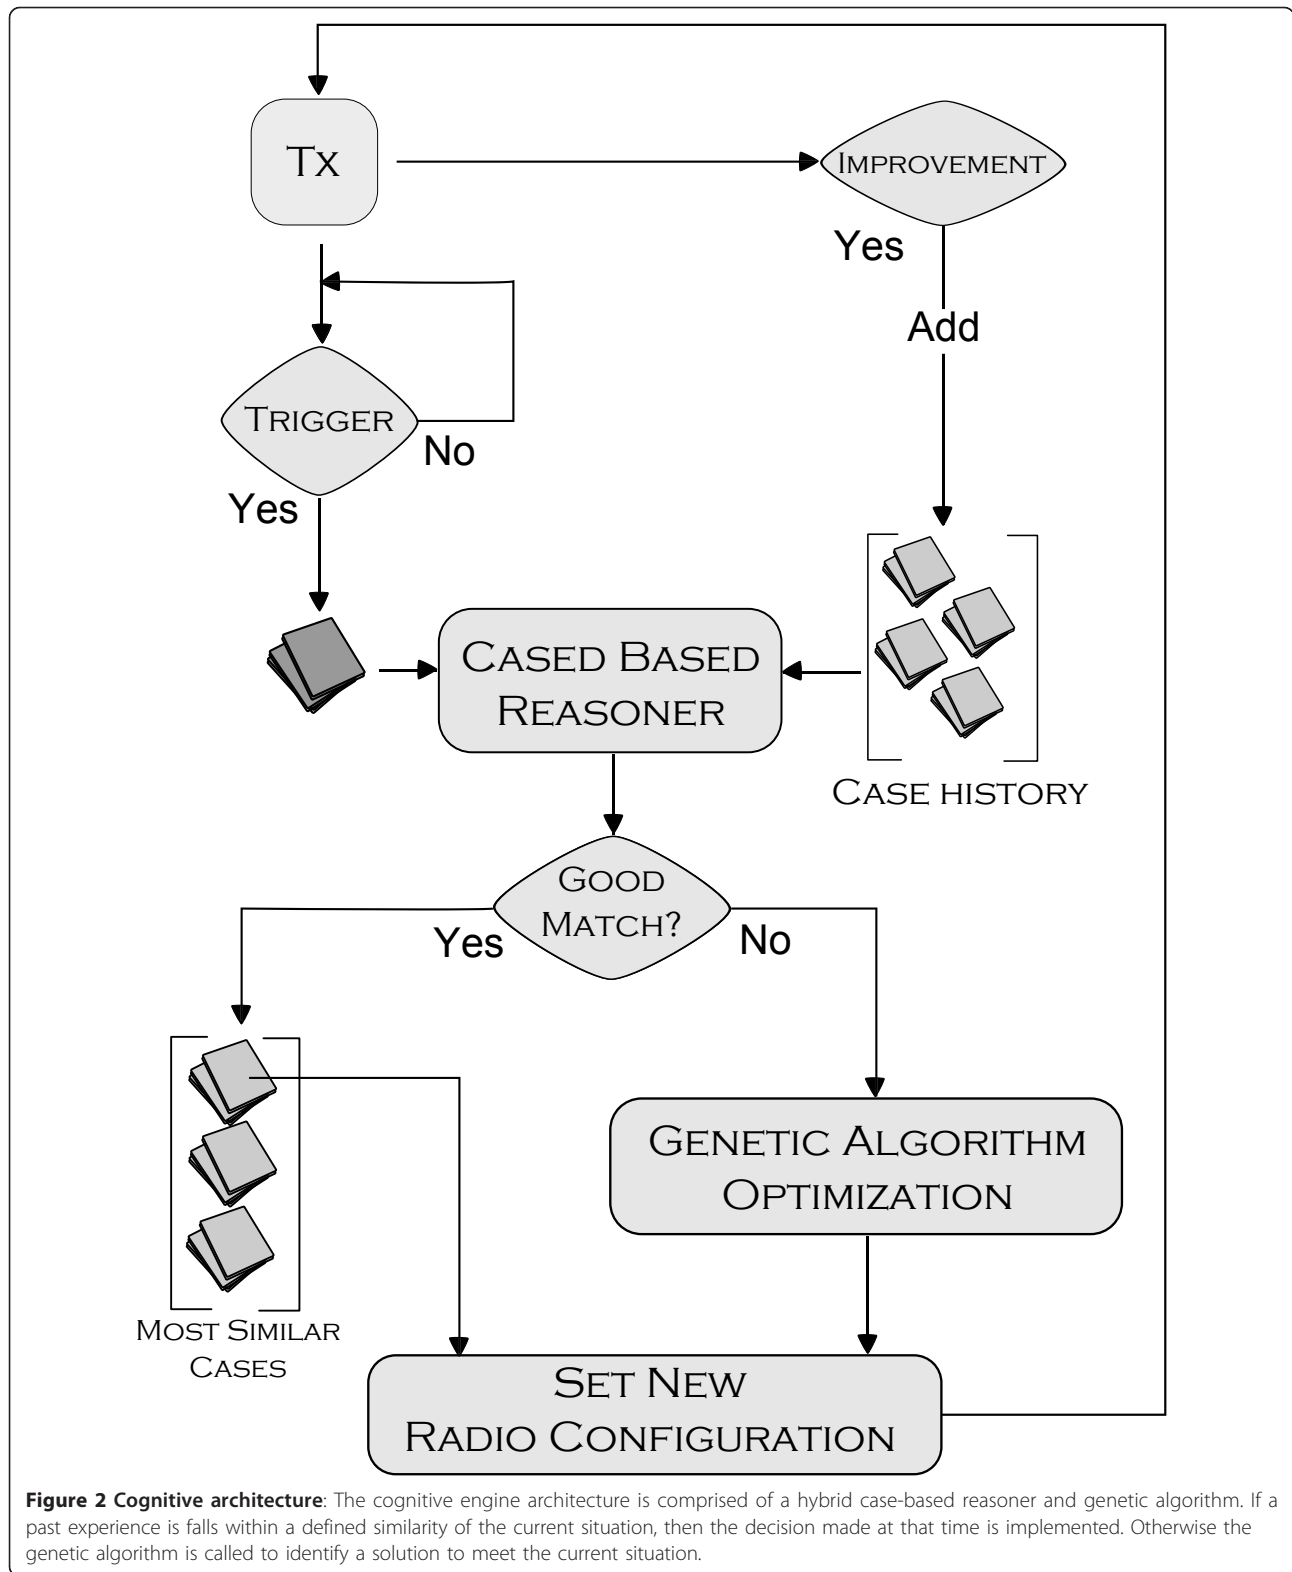 TX
IMPROVEMENT
Yes
Add
TRIGGER
No
Yes
CASED BASED
REASONER
CASE HISTORY
GOOD
MATCH?
Yes
No
GENETIC ALGORITHM
OPTIMIZATION
MOST SIMILAR
CASES
SET NEW
RADIO CONFIGURATION
Figure 2 Cognitive architecture: The cognitive engine architecture is comprised of a hybrid case-based reasoner and genetic algorithm. If a
past experience is falls within a defined similarity of the current situation, then the decision made at that time is implemented. Otherwise the
genetic algorithm is called to identify a solution to meet the current situation.